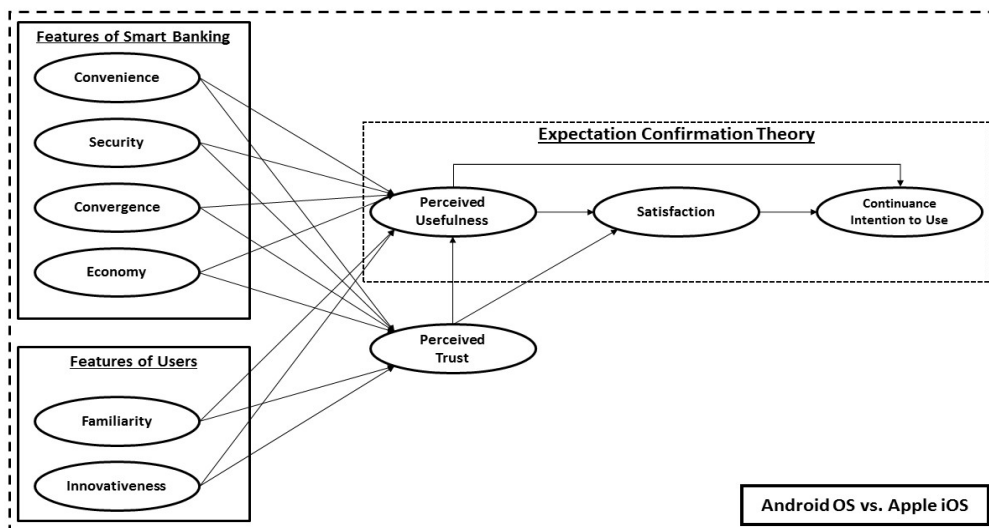 Features of Smart Banking
Convenience
Security
Convergence
Economy
Features of Users
Familiarity
Innovativeness
Expectation Confirmation Theory
Perceived
Usefulness
Satisfaction
Continuance
Intention to Use
Perceived
Trust
Android OS vs. Apple iOS